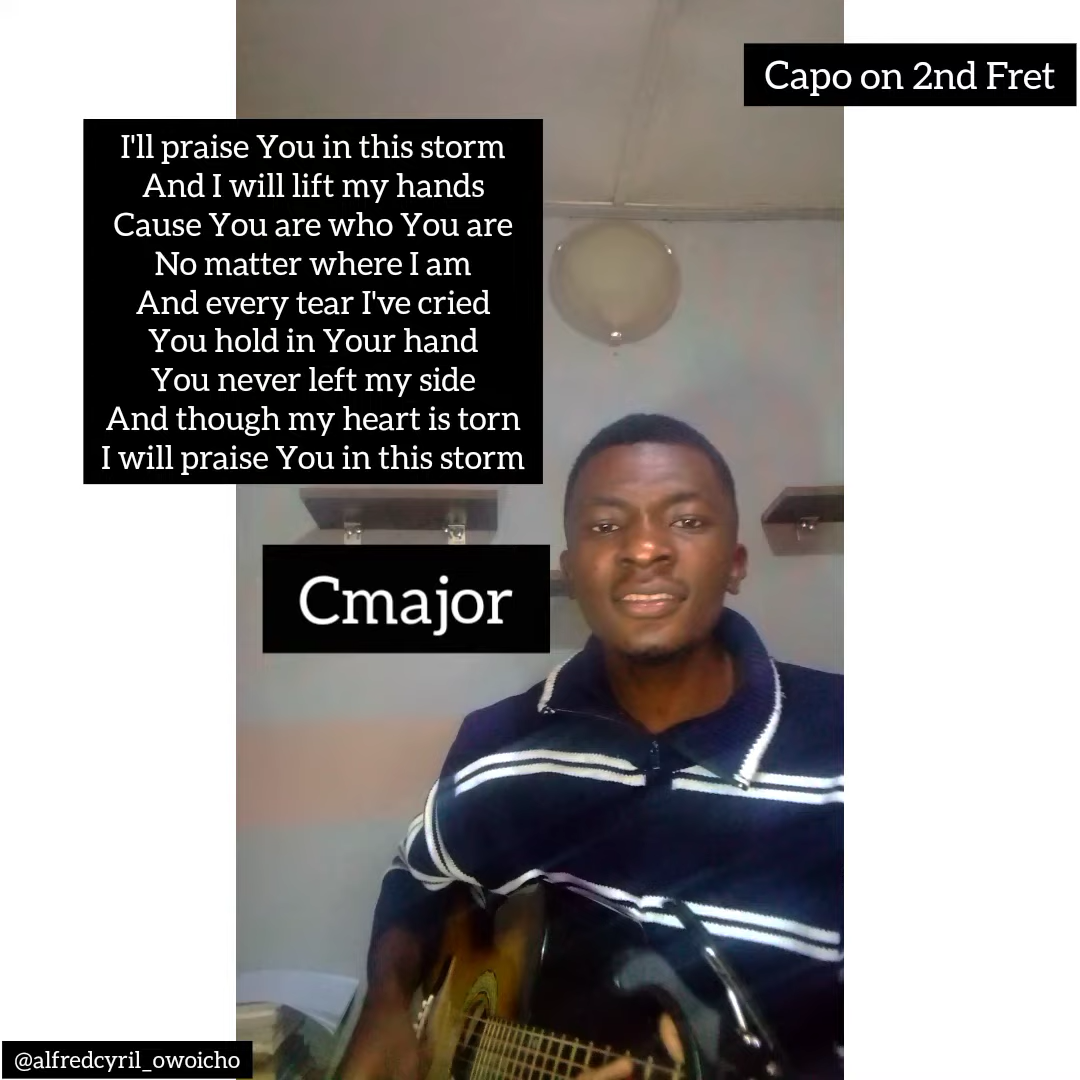 Capo on 2nd Fret
I'll praise You in this storm
And I will lift my hands
Cause You are who You are
No matter where I am
And every tear I've cried
You hold in Your hand
You never left my side
And though my heart is torn
I will praise You in this storm
Cmajor
@alfredcyril_owoicho